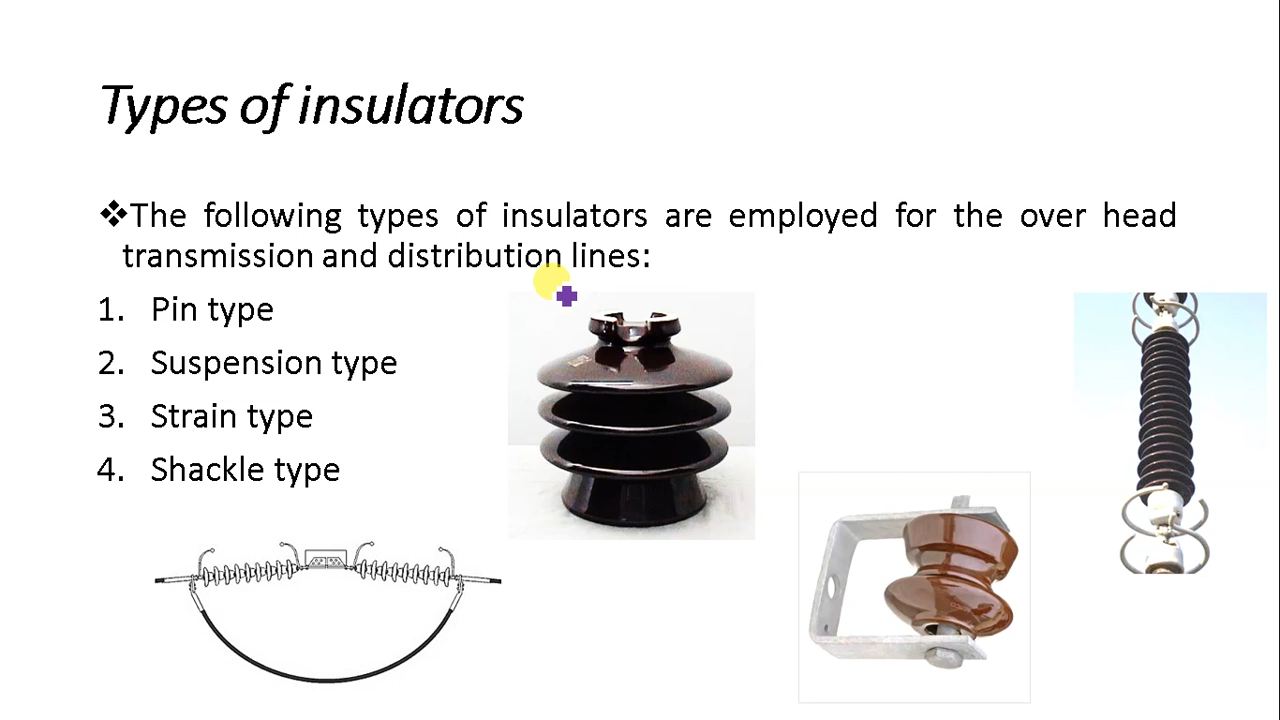 Types of insulators
❖The following types of insulators are employed for the over head
transmission and distribution lines:
1. Pin type
2. Suspension type
3. Strain type
4. Shackle type